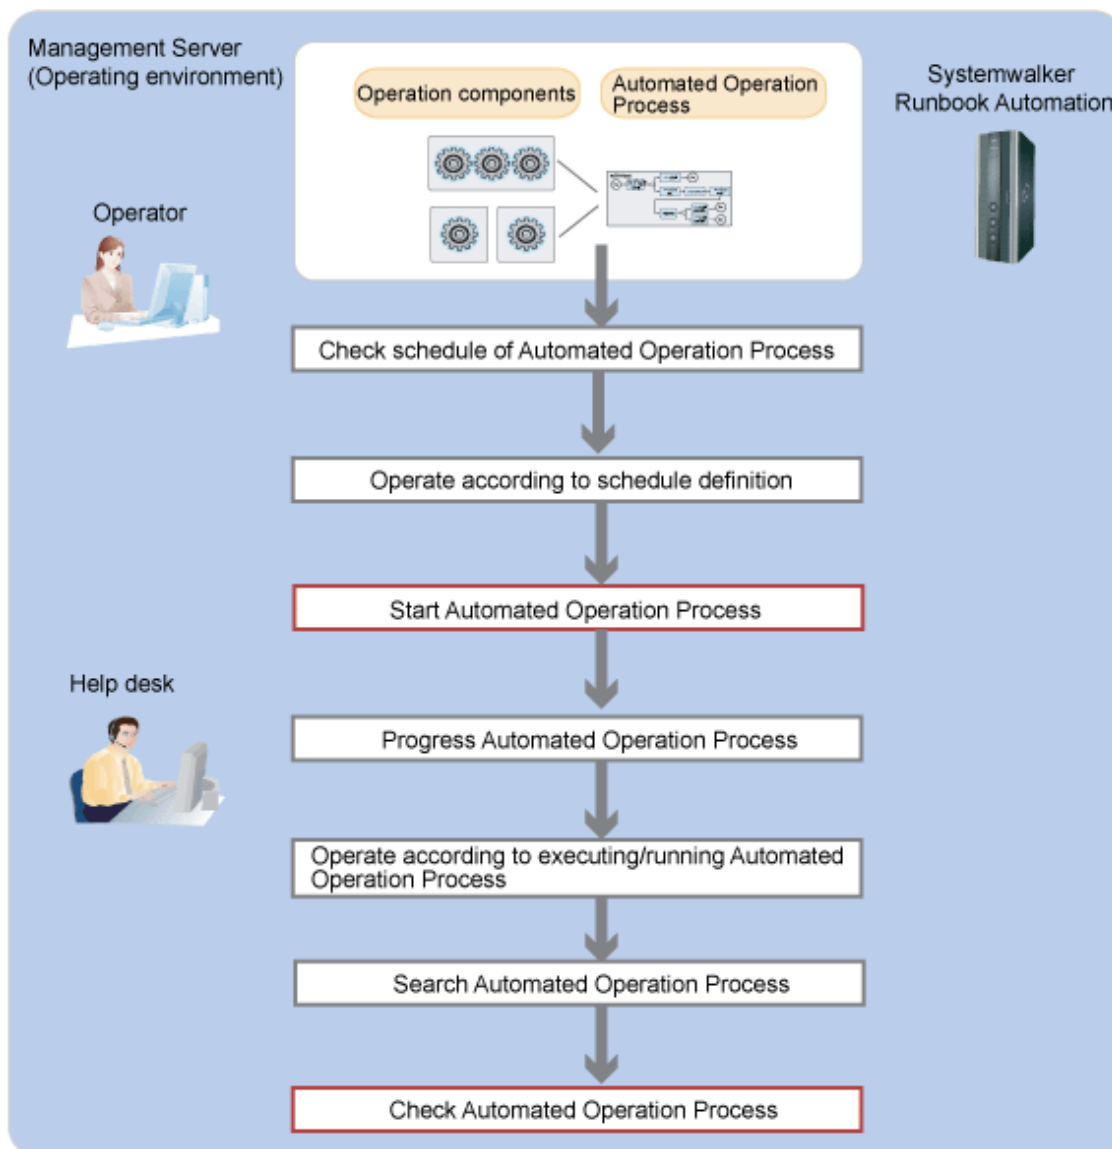 Management Server
(Operating environment)
Operation components
Automated Operation
Process
Systemwalker
Runbook Automation
Operator
Check schedule of Automated Operation Process
Operate according to schedule definition
Start Automated Operation Process
Help desk
Progress Automated Operation Process
Operate according to executing/running Automated
Operation Process
Search Automated Operation Process
Check Automated Operation Process